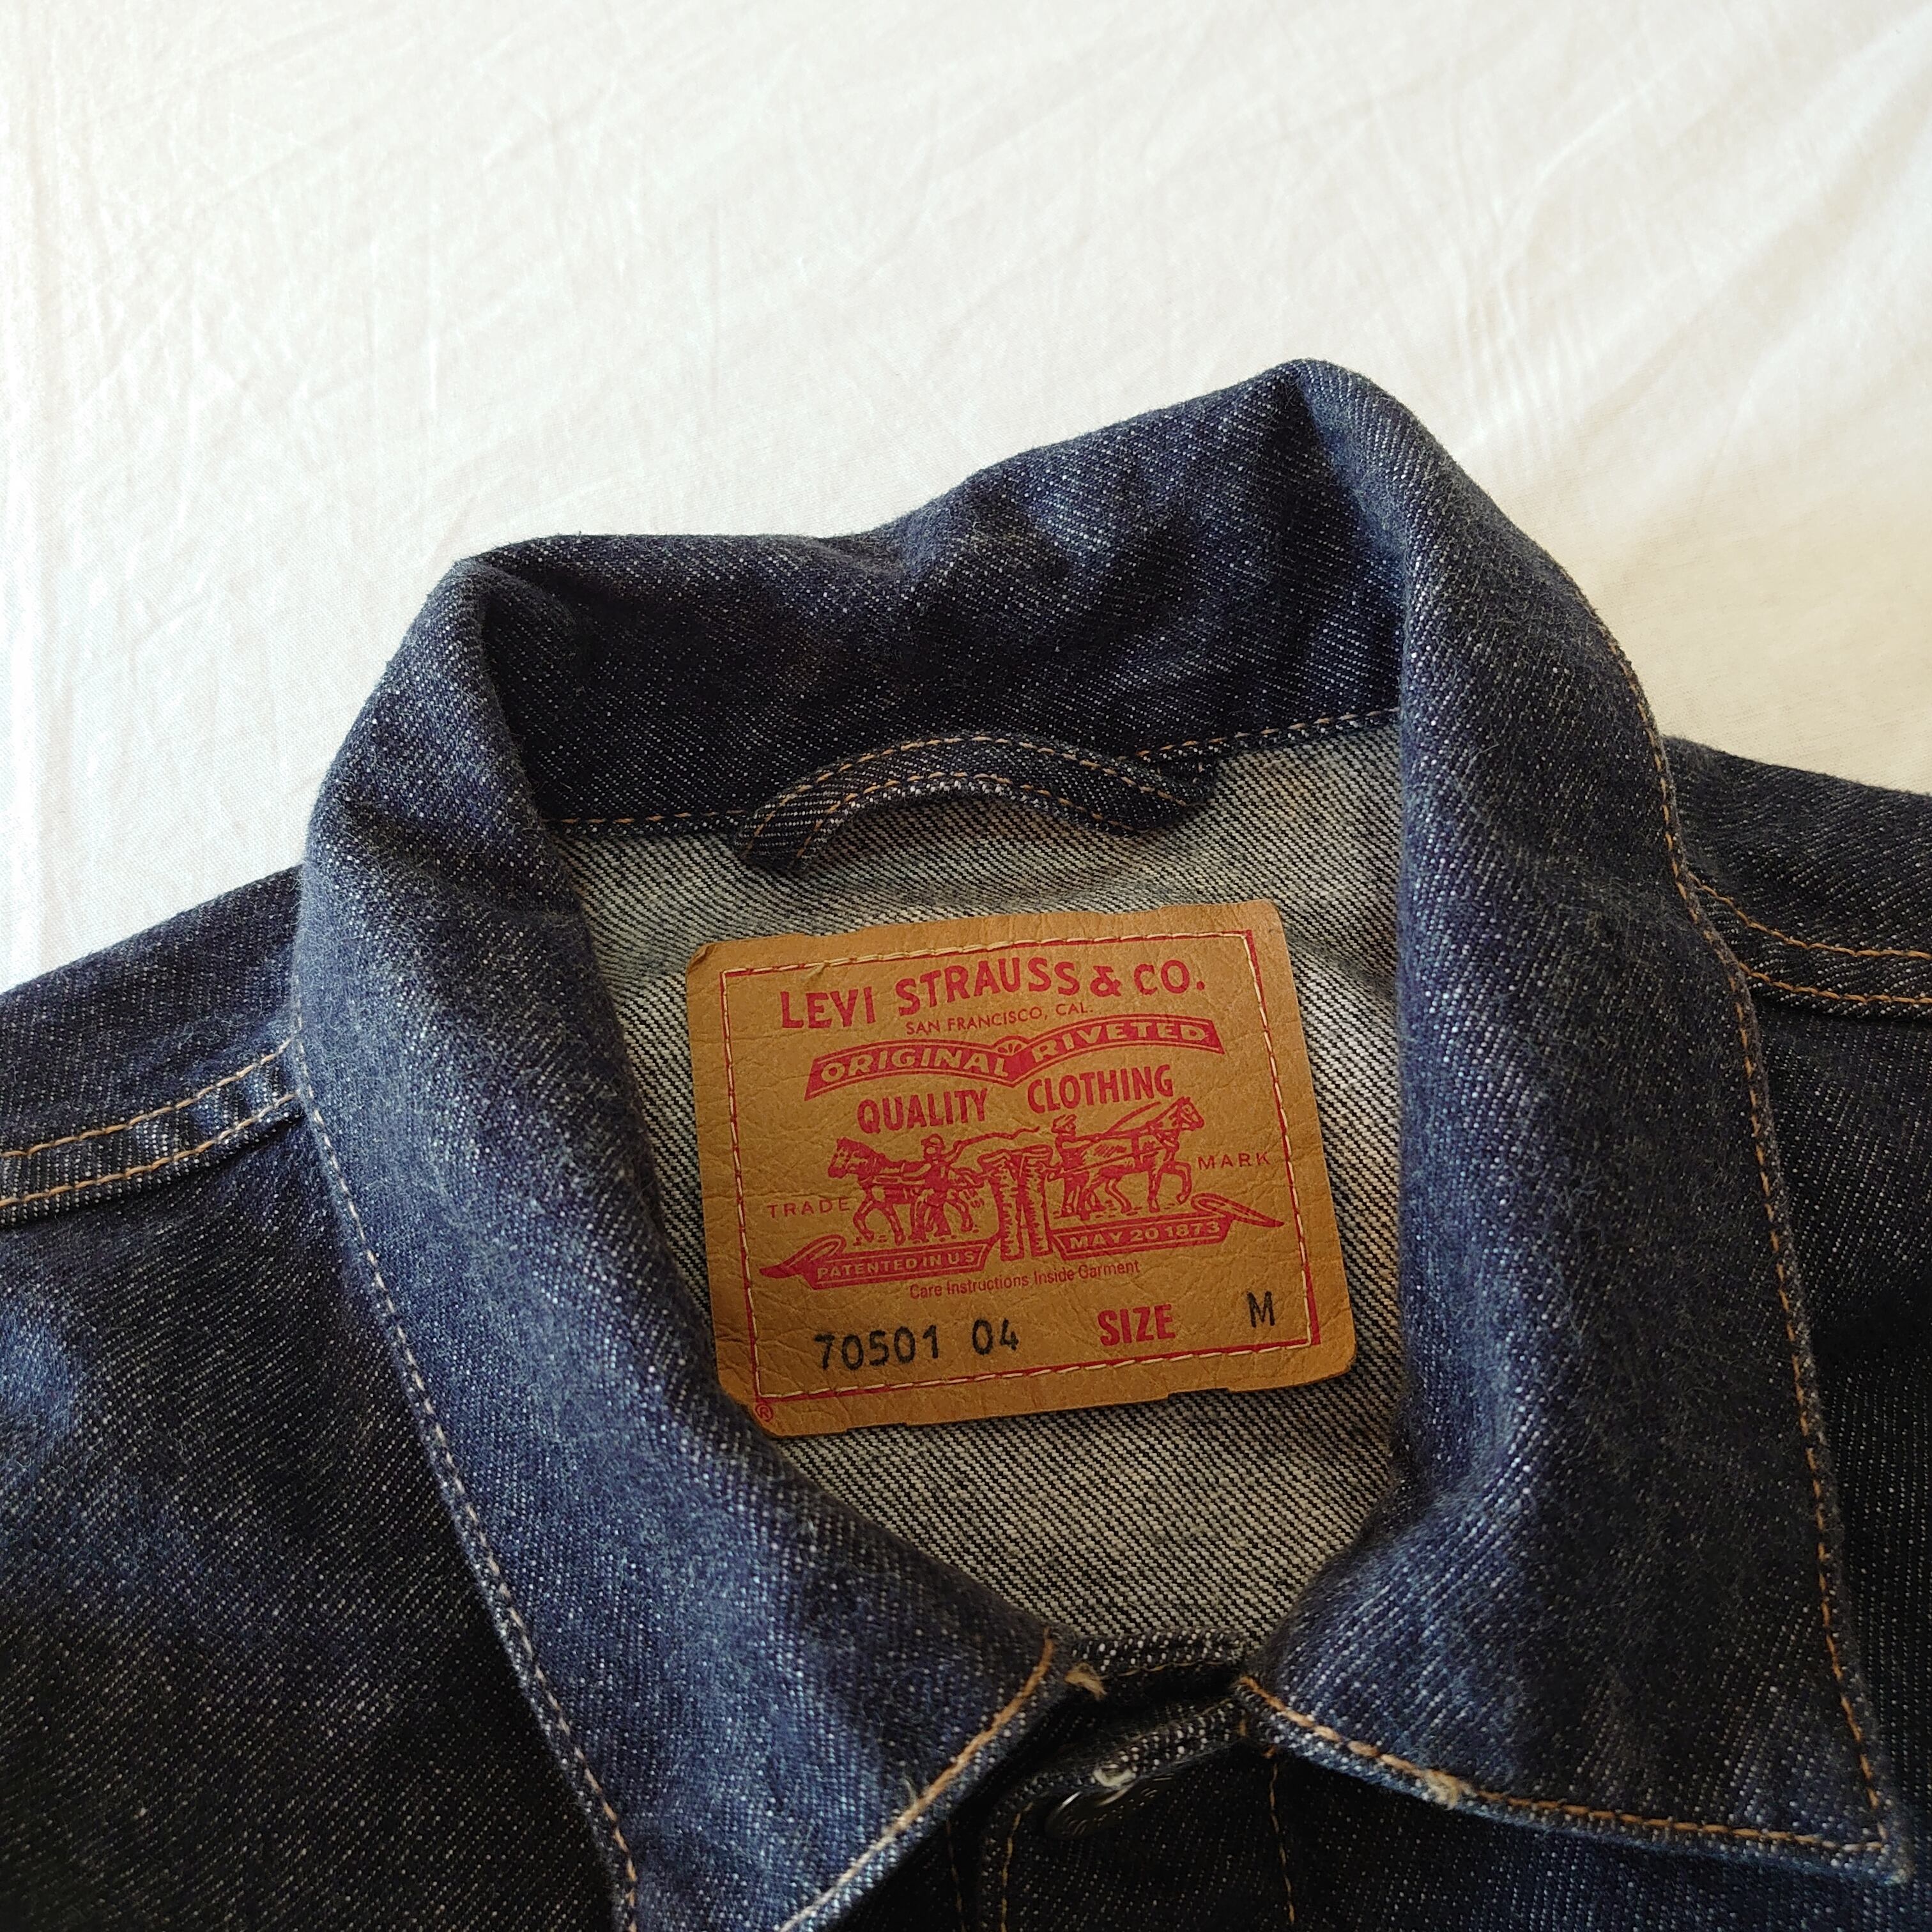 LEVI STRAUSS & CO.
SAN FRANCISCO, CAL.
ORIGINAL RIVETED
QUALITY CLOTHING
TRADE MARK
PATENTED IN U S MAY 20 1873
Care Instructions Inside Garment
70501 04 SIZE M
®